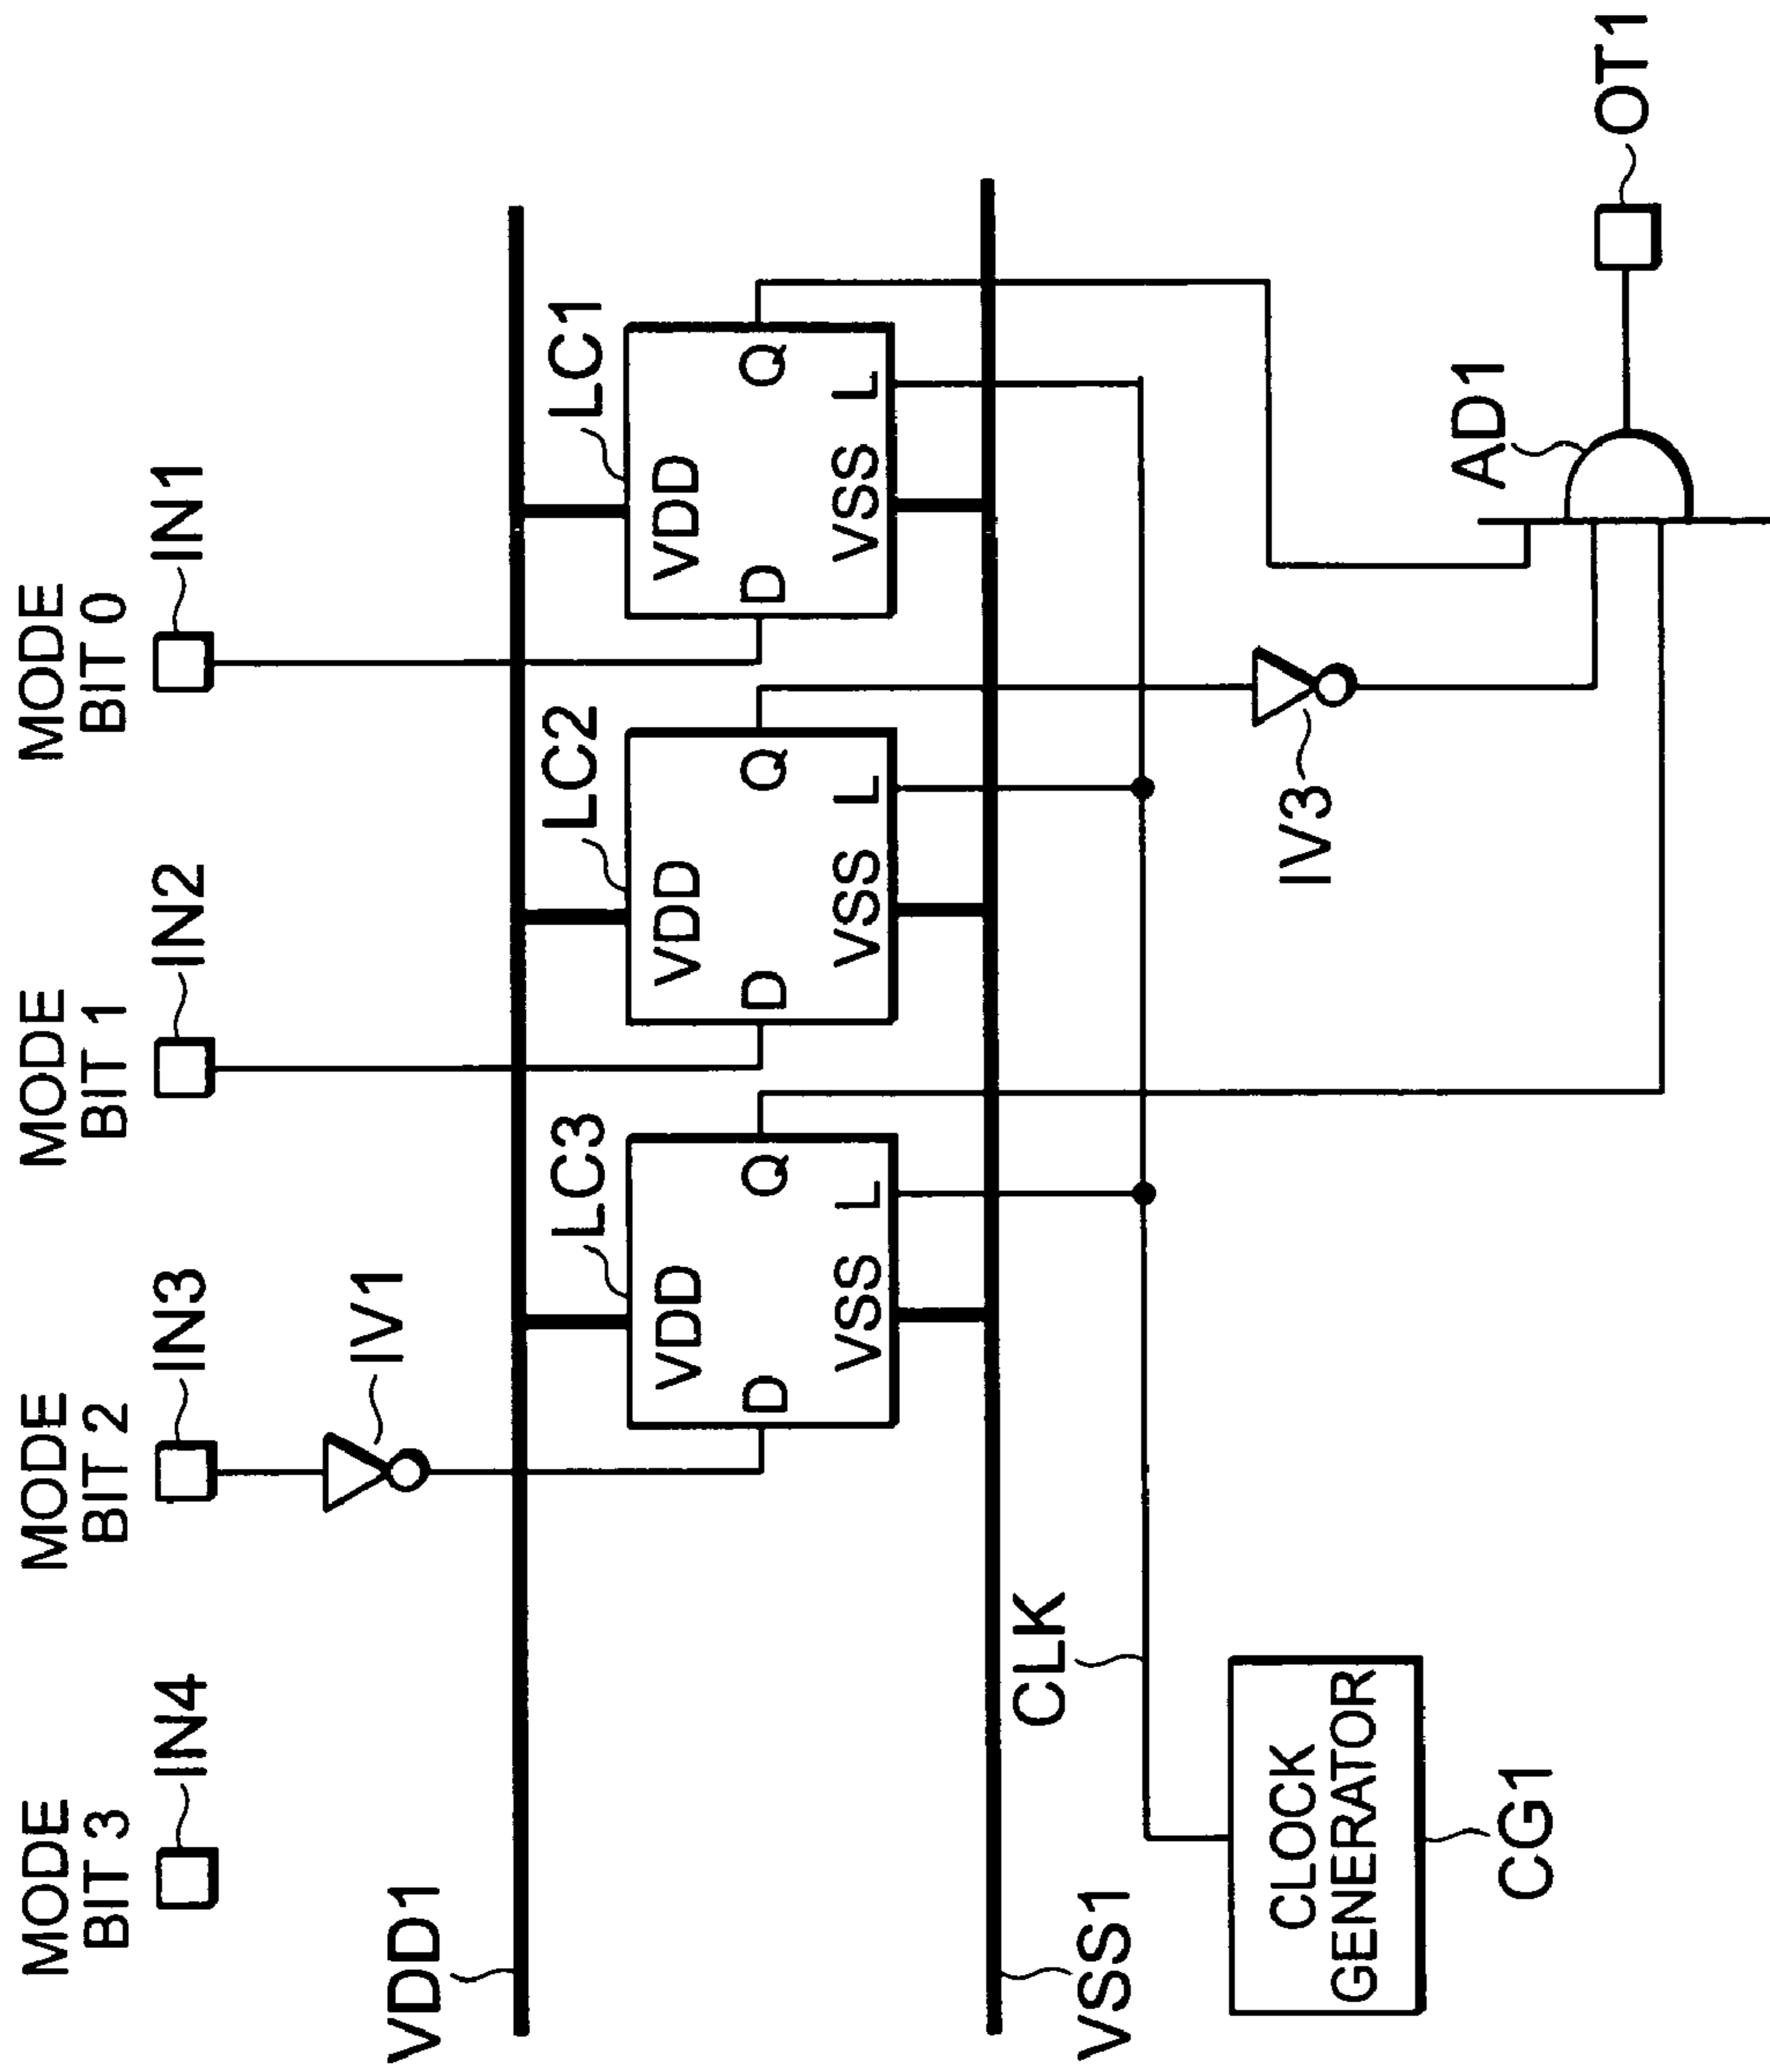 MODE
BIT 3
IN4
MODE
BIT 2
IN3
MODE
BIT 1
IN2
MODE
BIT 0
IN1
IV1
VDD1
LC3
LC2
LC1
VDD
D
Q
VSS
L
VDD
D
Q
VSS
L
VDD
D
Q
VSS
L
VSS1
CLK
CLOCK
GENERATOR
CG1
IV3
AD1
OT1